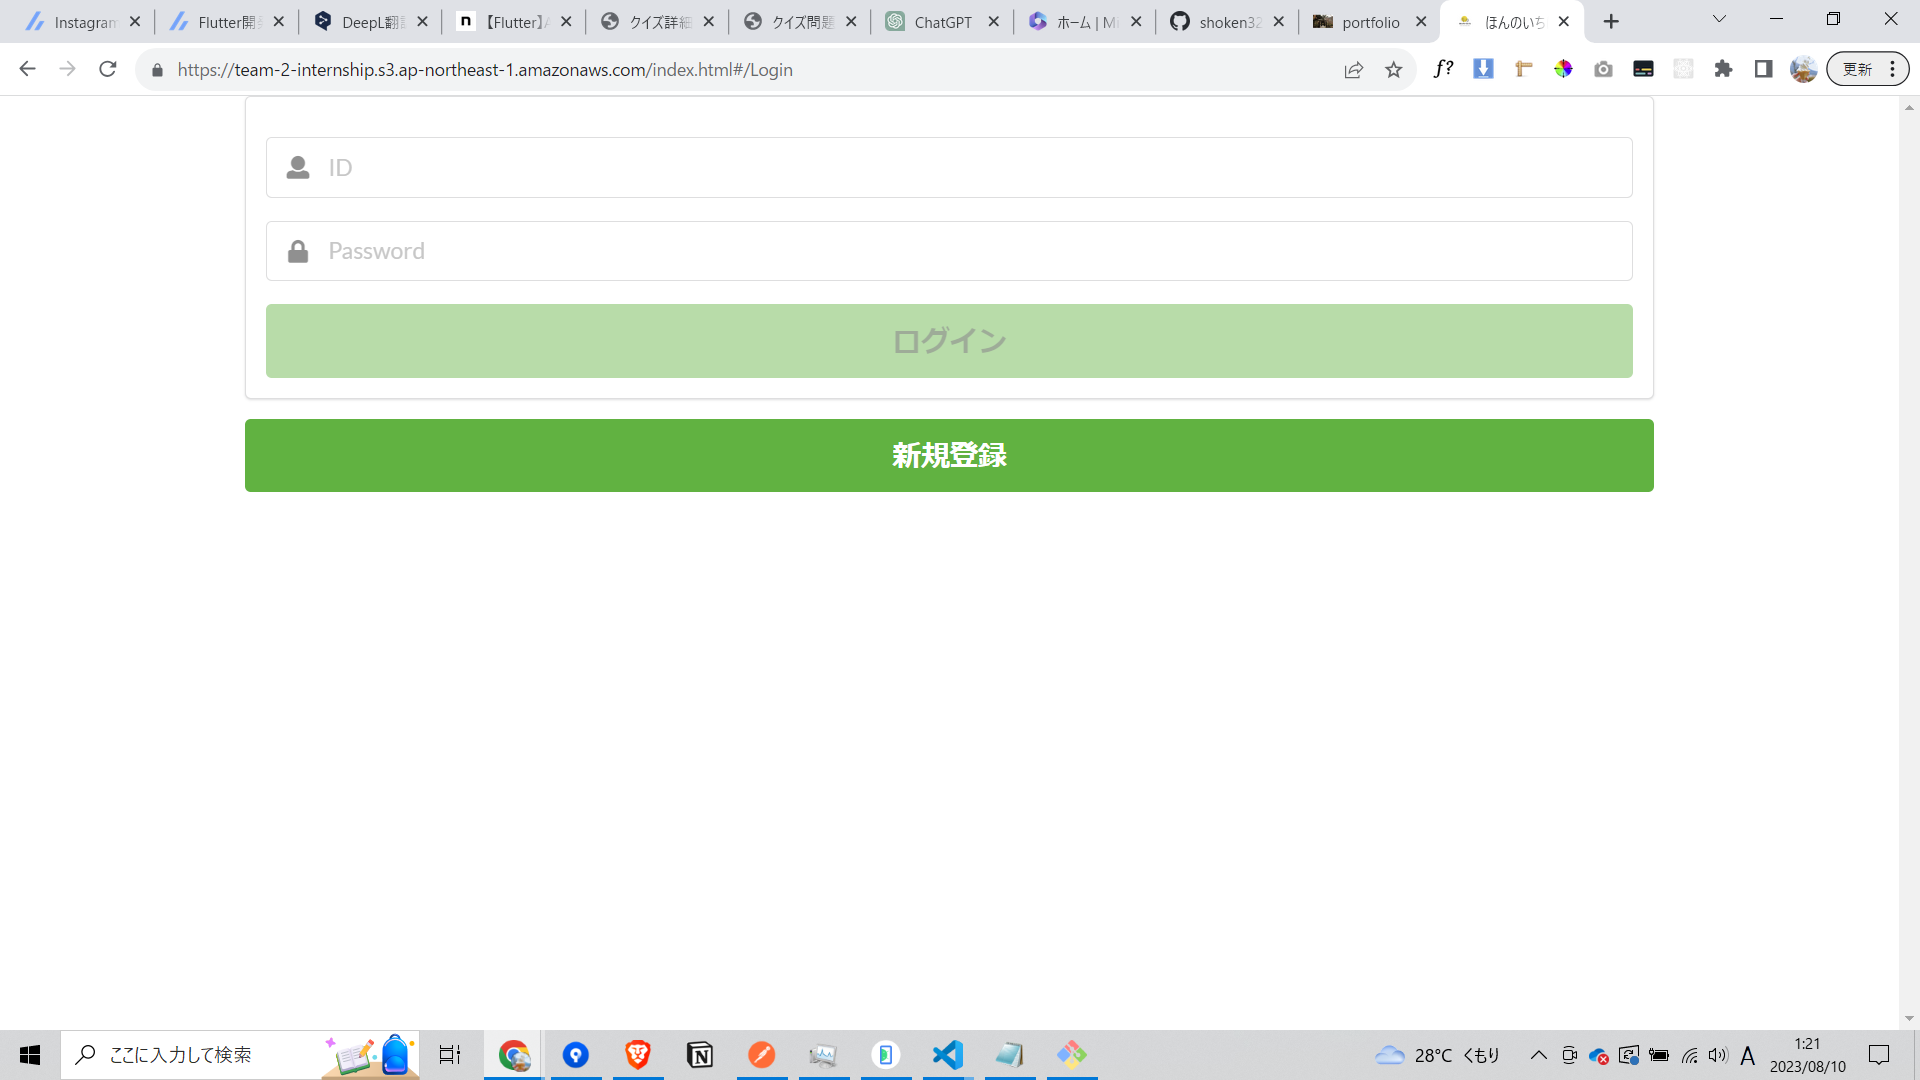 Instagram
Flutter開発
DeepL翻訳
【Flutter】A
クイズ詳細
クイズ問題
ChatGPT
ホーム | Mi
shoken32
portfolio
ほんのいち
https://team-2-internship.s3.ap-northeast-1.amazonaws.com/index.html#/Login
f?
更新
ID
Password
ログイン
新規登録
ここに入力して検索
28°C くもり
A
1:21
2023/08/10